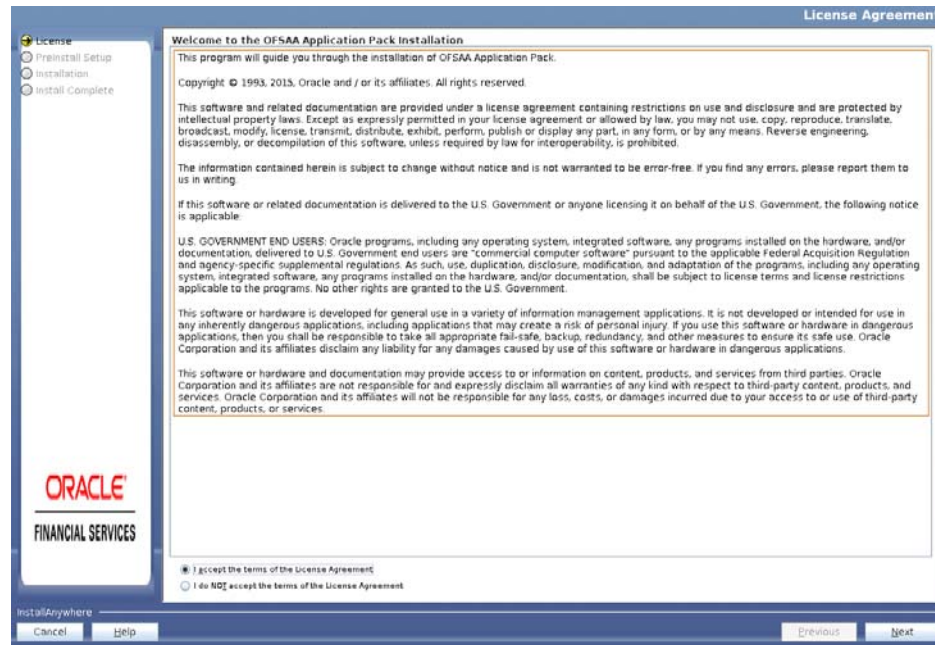 License Agreemen
License
Preinstall Setup
Installation
Install Complete
Welcome to the OFSAA Application Pack Installation
This program will guide you through the installation of OFSAA Application Pack.
Copyright © 1993, 2015, Oracle and / or its affiliates. All rights reserved.
This software and related documentation are provided under a license agreement containing restrictions on use and disclosure and are protected by
intellectual property laws. Except as expressly permitted in your license agreement or allowed by law, you may not use, copy, reproduce, translate,
broadcast, modify, license, transmit, distribute, exhibit, perform, publish or display any part, in any form, or by any means. Reverse engineering,
disassembly, or decompilation of this software, unless required by law for interoperability, is prohibited.
The information contained herein is subject to change without notice and is not warranted to be error-free. If you find any errors, please report them to
us in writing.
If this software or related documentation is delivered to the U.S. Government or anyone licensing it on behalf of the U.S. Government, the following notice
is applicable:
U.S. GOVERNMENT END USERS: Oracle programs, including any operating system, integrated software, any programs installed on the hardware, and/or
documentation, delivered to U.S. Government end users are "commercial computer software" pursuant to the applicable Federal Acquisition Regulation
and agency-specific supplemental regulations. As such, use, duplication, disclosure, modification, and adaptation of the programs, including any operating
system, integrated software, any programs installed on the hardware, and/or documentation, shall be subject to license terms and license restrictions
applicable to the programs. No other rights are granted to the U.S. Government.
This software or hardware is developed for general use in a variety of information management applications. It is not developed or intended for use in
any inherently dangerous applications, including applications that may create a risk of personal injury. If you use this software or hardware in dangerous
applications, then you shall be responsible to take all appropriate fail-safe, backup, redundancy, and other measures to ensure its safe use. Oracle
Corporation and its affiliates disclaim any liability for any damages caused by use of this software or hardware in dangerous applications.
This software or hardware and documentation may provide access to or information on content, products, and services from third parties. Oracle
Corporation and its affiliates are not responsible for and expressly disclaim all warranties of any kind with respect to third-party content, products, and
services. Oracle Corporation and its affiliates will not be responsible for any loss, costs, or damages incurred due to your access to or use of third-party
content, products, or services.
ORACLE
FINANCIAL SERVICES
I accept the terms of the License Agreement
I do NOT accept the terms of the License Agreement
InstallAnywhere
Cancel
Help
Previous
Next